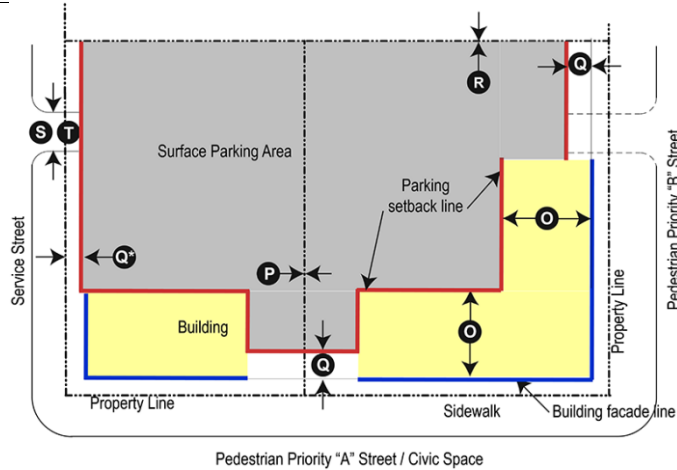 R
Q
S T
Surface Parking Area
Parking
setback line
O
Service Street
Q*
P
Pedestrian Priority "B" Street
Property Line
Building
O
Q
Property Line
Sidewalk
Building facade line
Pedestrian Priority "A" Street / Civic Space